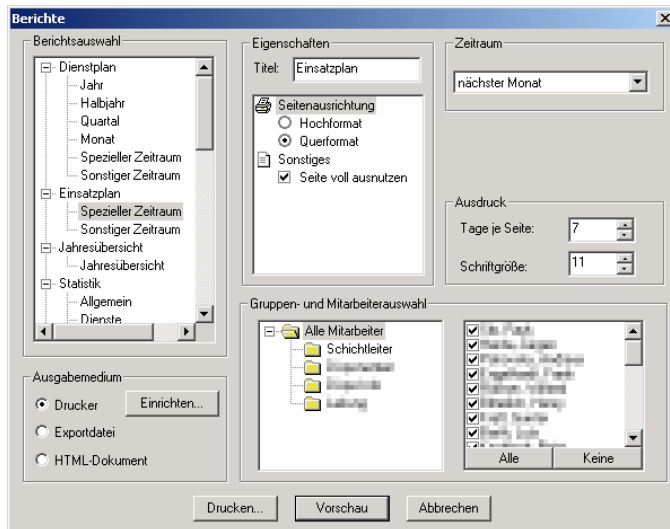 Berichte
Berichtsauswahl
Dienstplan
Jahr
Halbjahr
Quartal
Monat
Spezieller Zeitraum
Sonstiger Zeitraum
Einsatzplan
Spezieller Zeitraum
Sonstiger Zeitraum
Jahresübersicht
Jahresübersicht
Statistik
Allgemein
Dienste
Ausgabemedium
Drucker
Einrichten...
Exportdatei
HTML-Dokument
Eigenschaften
Titel: Einsatzplan
Seitenausrichtung
Hochformat
Querformat
Sonstiges
Seite voll ausnutzen
Zeitraum
nächster Monat
Ausdruck
Tage je Seite: 7
Schriftgröße: 11
Gruppen- und Mitarbeiterauswahl
Alle Mitarbeiter
Schichtleiter
Alle
Keine
Drucken...
Vorschau
Abbrechen